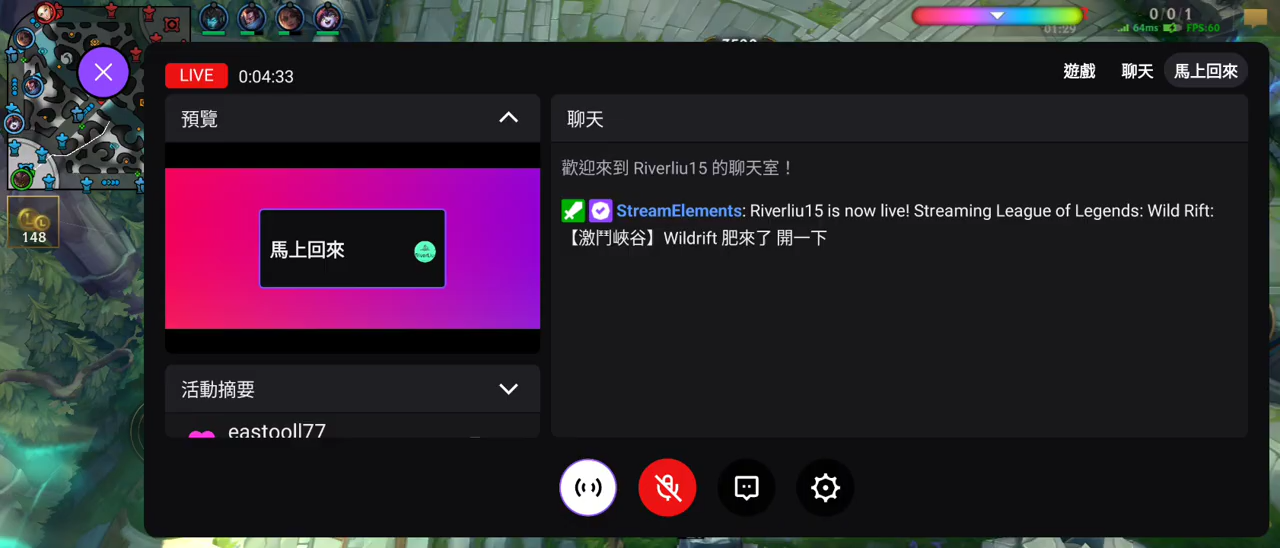 0/0/1
01:29
64ms FPS:60
LIVE 0:04:33
遊戲 聊天 馬上回來
預覽
聊天
歡迎來到 Riverliu15 的聊天室！
StreamElements: Riverliu15 is now live! Streaming League of Legends: Wild Rift:
【激鬥峽谷】Wildrift 肥來了 開一下
148
馬上回來
活動摘要
eastooll77